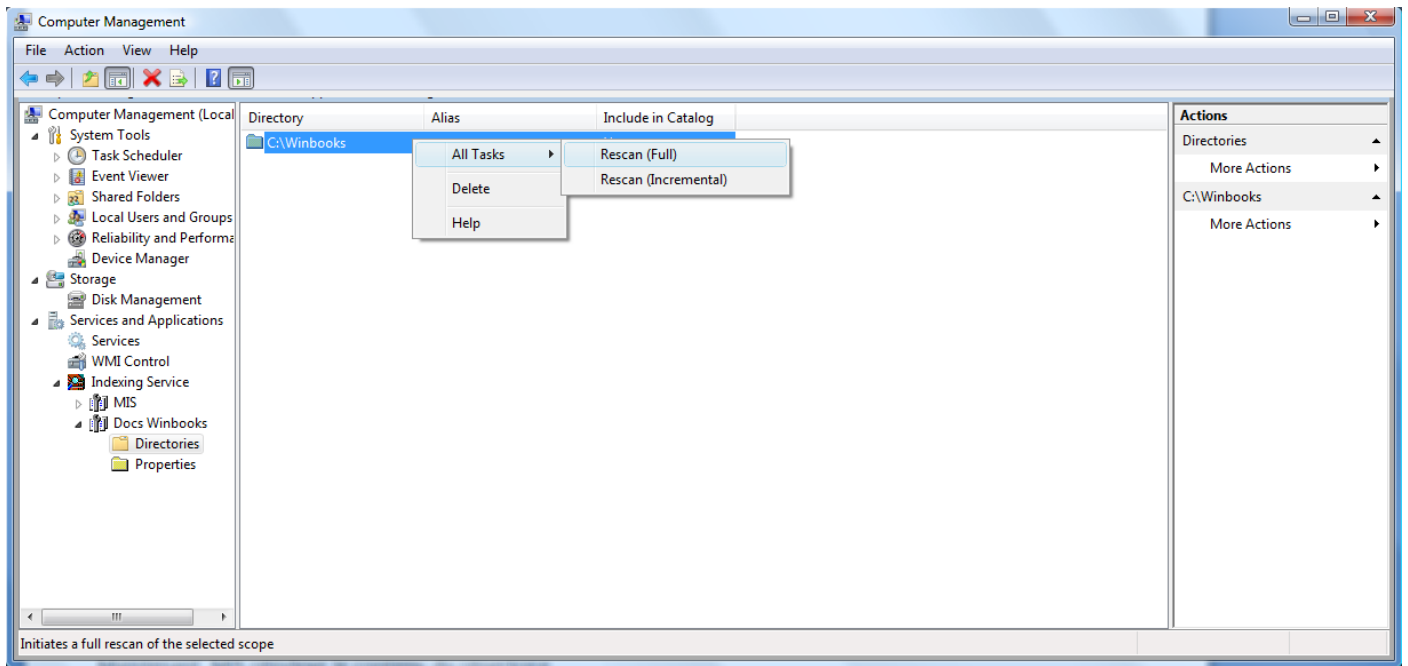 Computer Management
File Action View Help
Computer Management (Local
System Tools
Task Scheduler
Event Viewer
Shared Folders
Local Users and Groups
Reliability and Performa
Device Manager
Storage
Disk Management
Services and Applications
Services
WMI Control
Indexing Service
MIS
Docs Winbooks
Directories
Properties
Directory Alias Include in Catalog
C:\Winbooks
All Tasks
Delete
Help
Rescan (Full)
Rescan (Incremental)
Actions
Directories
More Actions
C:\Winbooks
More Actions
Initiates a full rescan of the selected scope